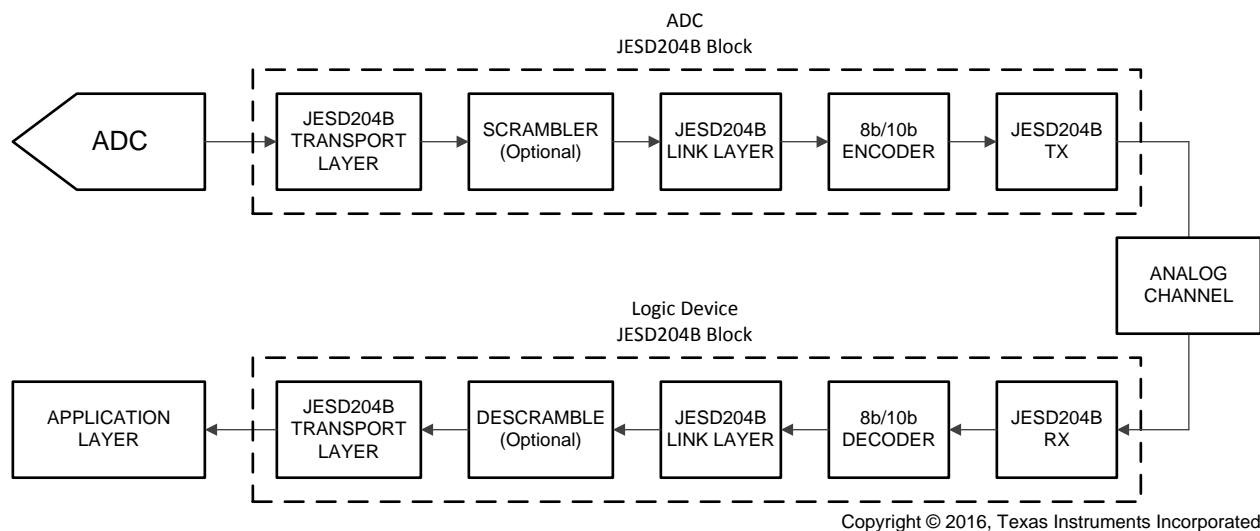 ADC
JESD204B Block
ADC
JESD204B
TRANSPORT
LAYER
SCRAMBLER
(Optional)
JESD204B
LINK LAYER
8b/10b
ENCODER
JESD204B
TX
ANALOG
CHANNEL
Logic Device
JESD204B Block
APPLICATION
LAYER
JESD204B
TRANSPORT
LAYER
DESCRAMBLE
(Optional)
JESD204B
LINK LAYER
8b/10b
DECODER
JESD204B
RX
Copyright © 2016, Texas Instruments Incorporated